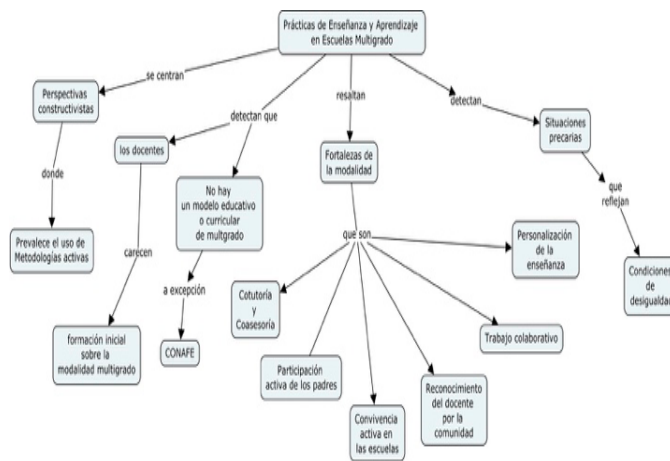 Prácticas de Enseñanza y Aprendizaje
en Escuelas Multigrado
se centran
detectan que
resaltan
detectan
Perspectivas
constructivistas
donde
Prevalece el uso de
Metodologías activas
los docentes
carecen
formación inicial
sobre la
modalidad multigrado
No hay
un modelo educativo
o curricular
de multgrado
a excepción
CONAFE
Fortalezas de
la modalidad
que son
Cotutoría
y
Coasesoría
Participación
activa de los padres
Convivencia
activa en
las escuelas
Reconocimiento
del docente
por la
comunidad
Trabajo colaborativo
Personalización
de la
enseñanza
Situaciones
precarias
que
reflejan
Condiciones
de
desigualdad